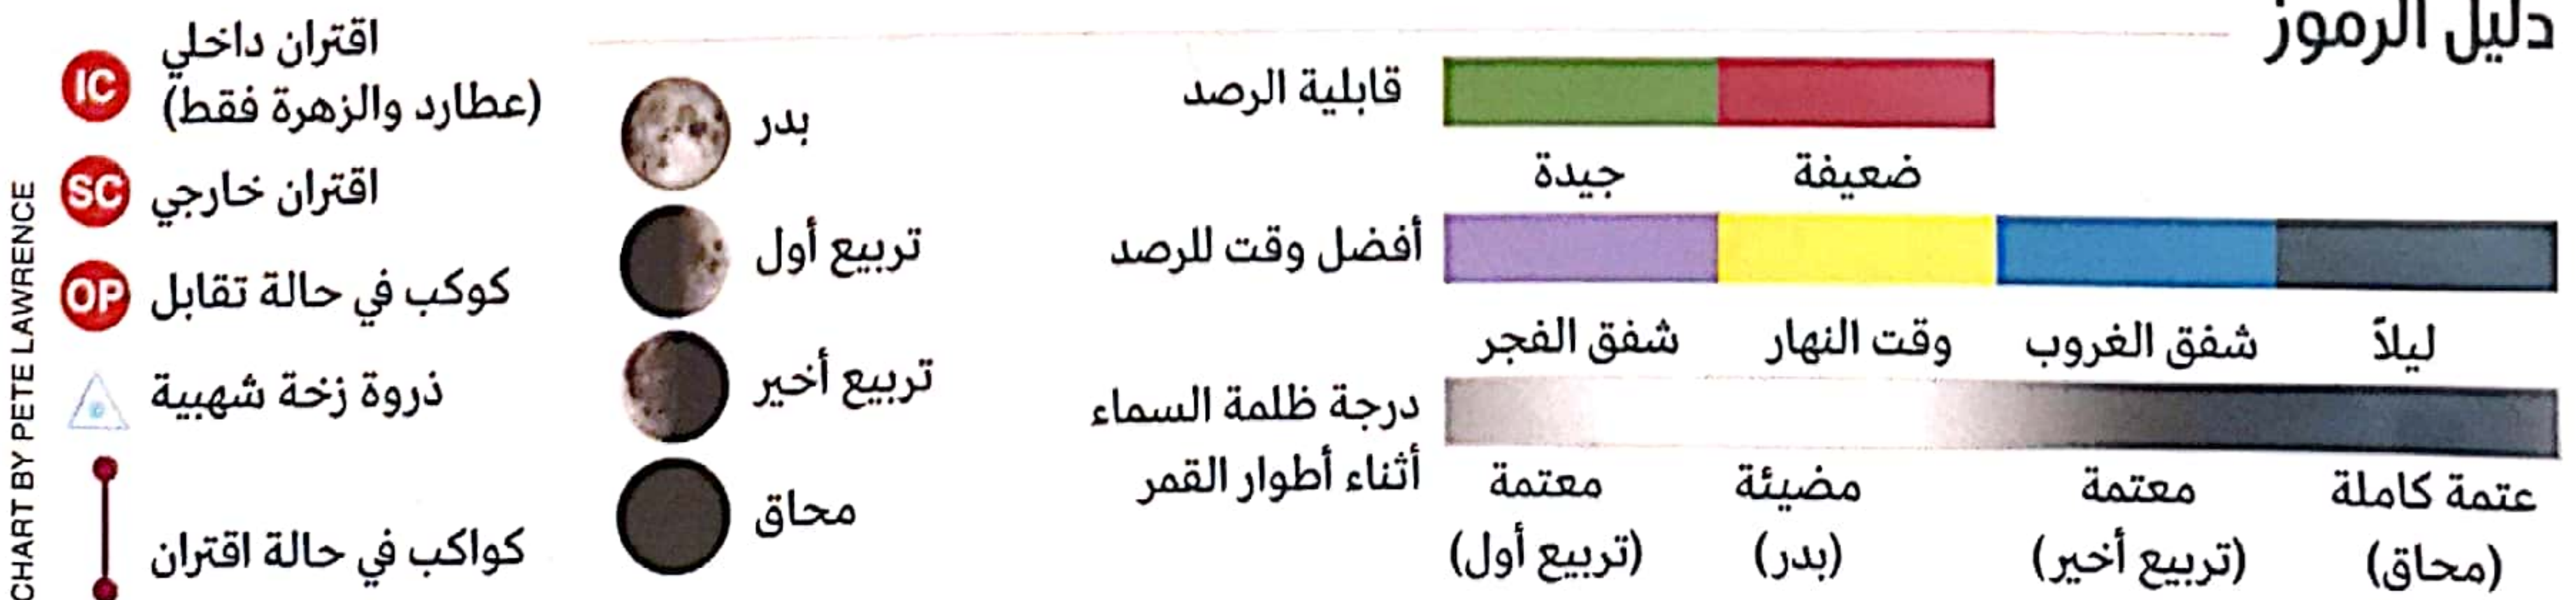 دليل الرموز
قابلية الرصد
جيدة
ضعيفة
أفضل وقت للرصد
شفق الفجر
وقت النهار
شفق الغروب
ليلاً
درجة ظلمة السماء
أثناء أطوار القمر
معتمة
(تربيع أول)
مضيئة
(بدر)
معتمة
(تربيع أخير)
عتمة كاملة
(محاق)
بدر
تربيع أول
تربيع أخير
محاق
IC اقتران داخلي
(عطارد والزهرة فقط)
SC اقتران خارجي
OP كوكب في حالة تقابل
ذروة زخة شهبية
كواكب في حالة اقتران
CHART BY PETE LAWRENCE